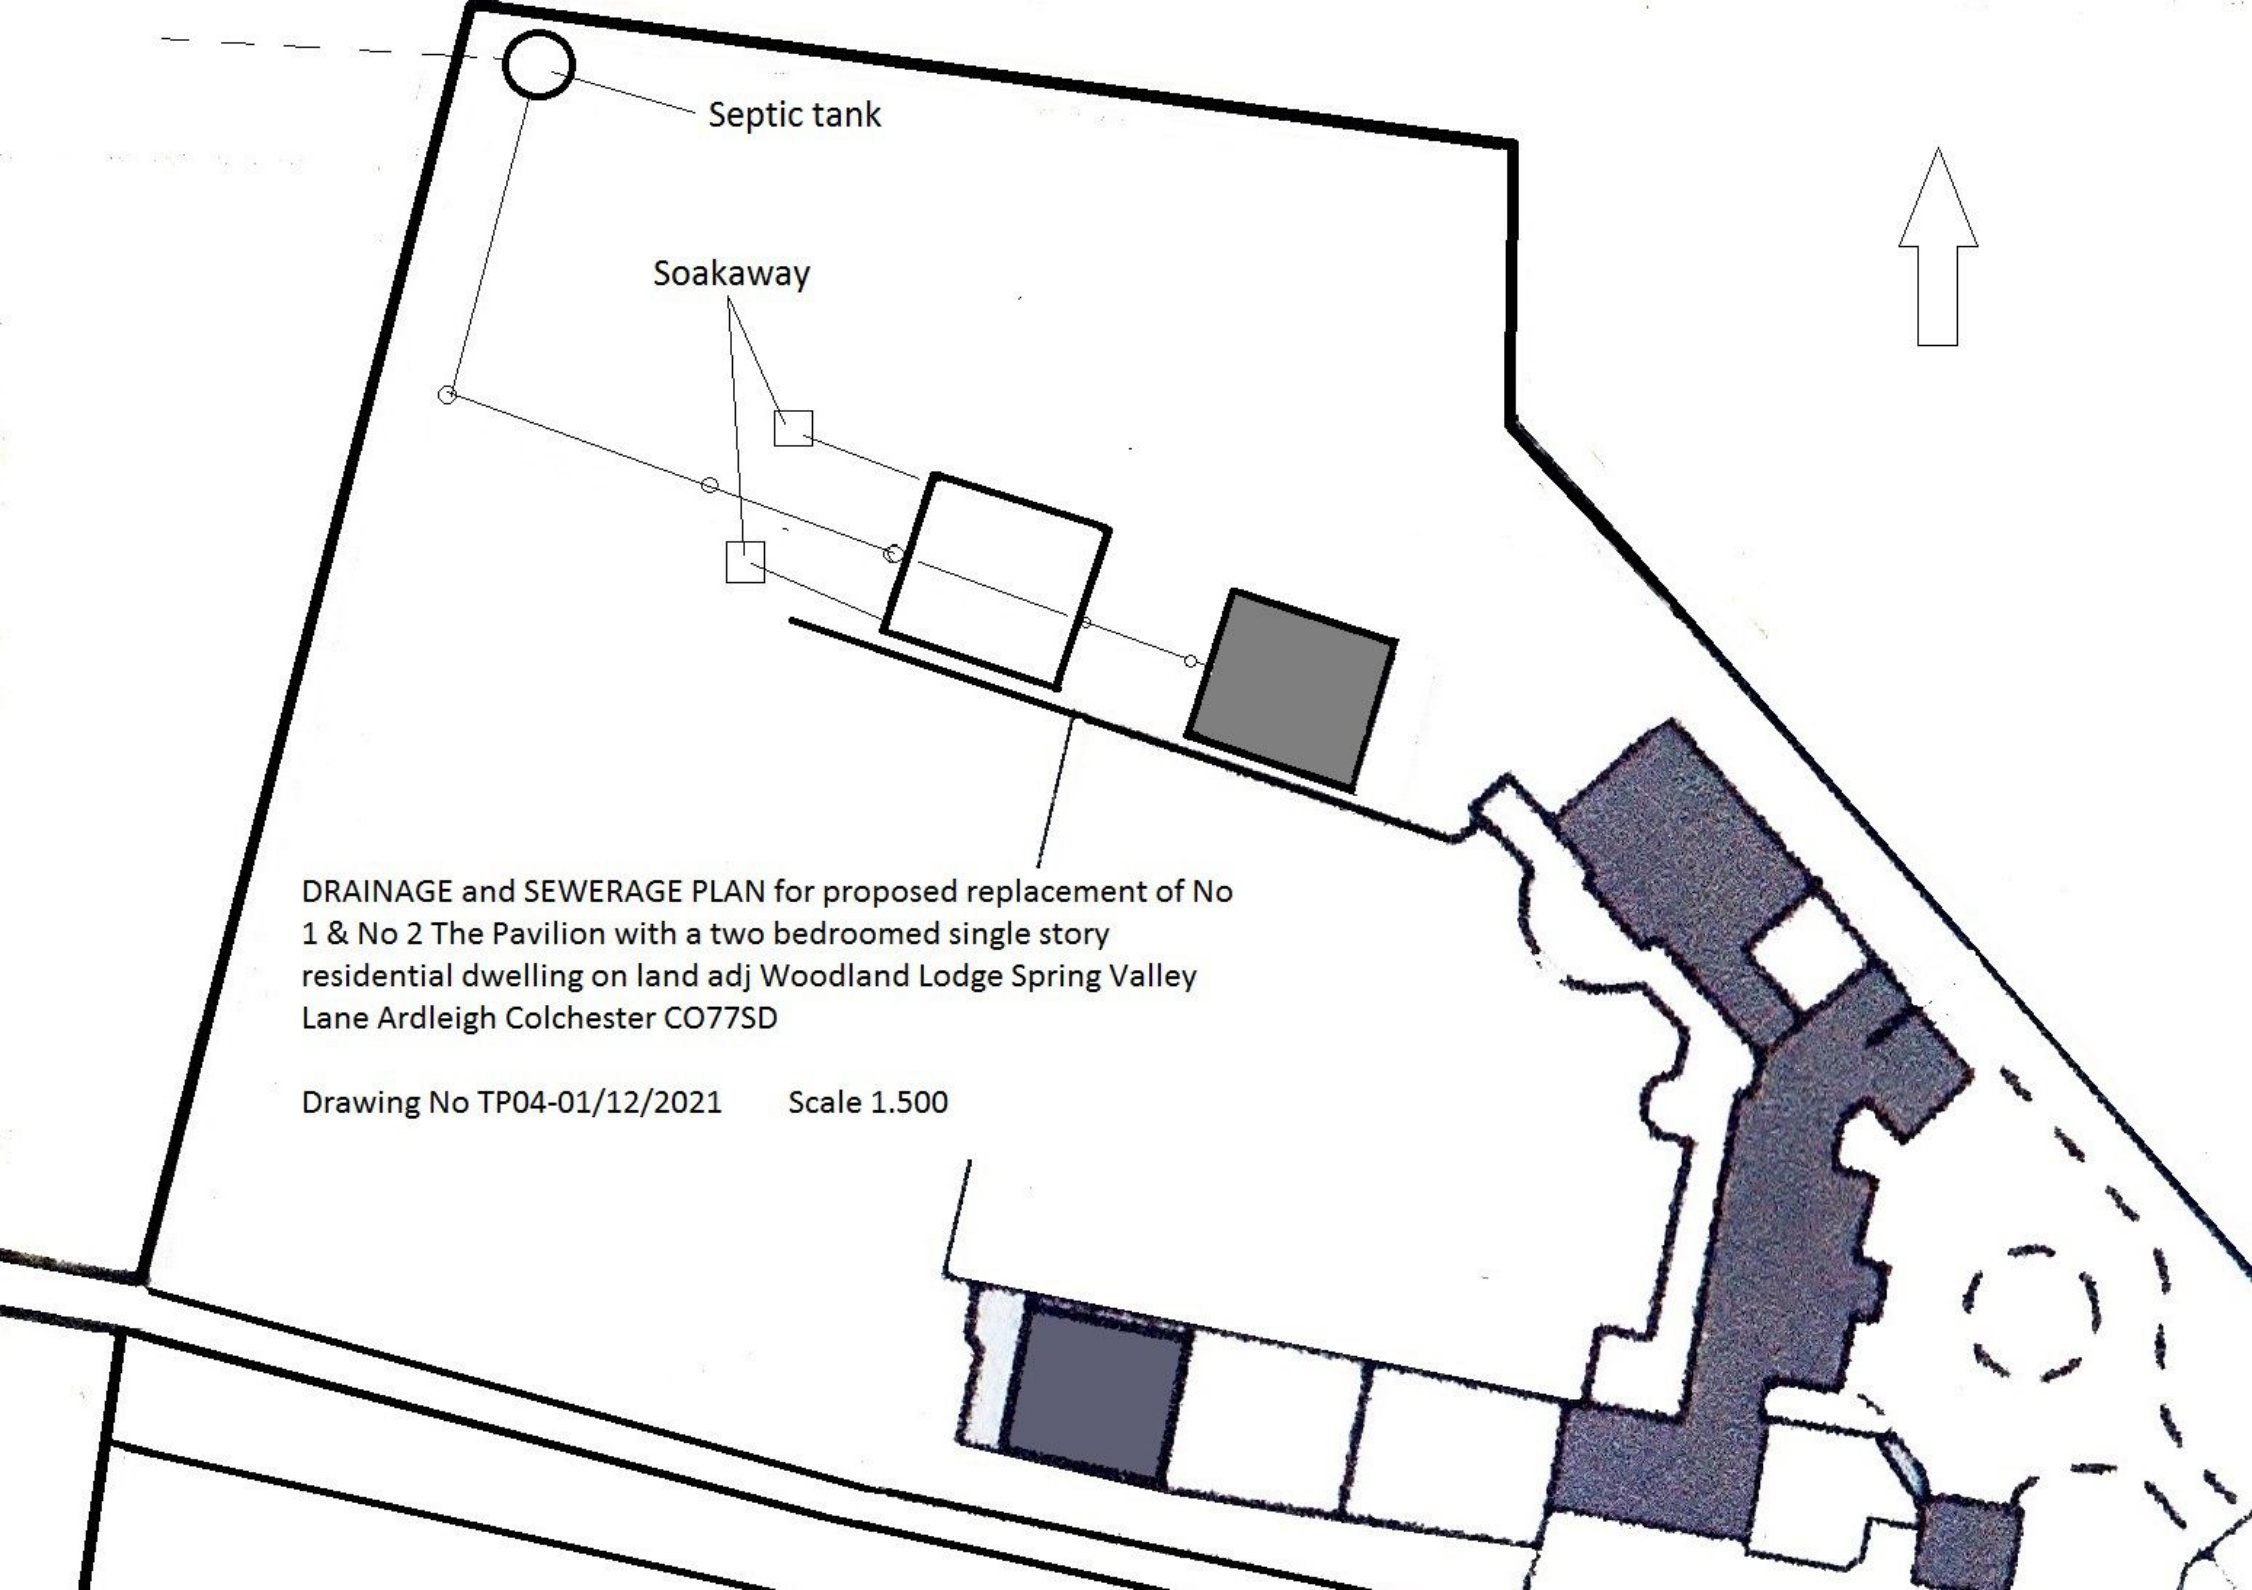 Septic tank
Soakaway
DRAINAGE and SEWERAGE PLAN for proposed replacement of No
1 & No 2 The Pavilion with a two bedroomed single story
residential dwelling on land adj Woodland Lodge Spring Valley
Lane Ardleigh Colchester CO77SD
Drawing No TP04-01/12/2021 Scale 1.500